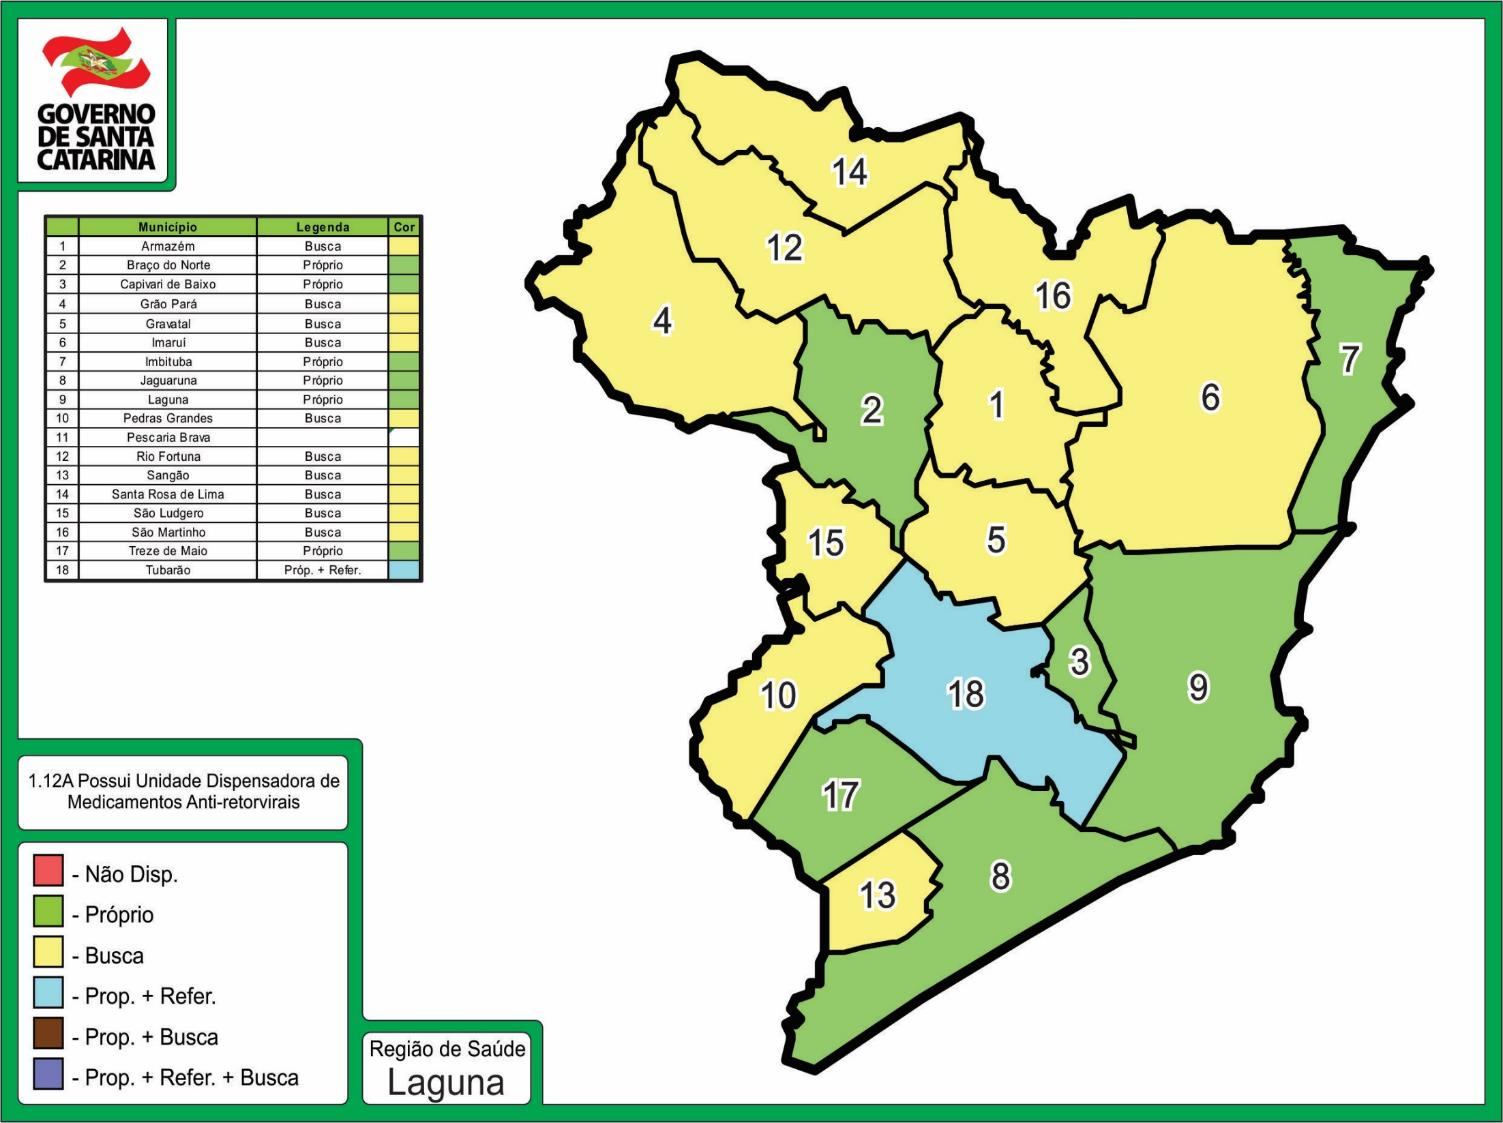 GOVERNO
DE SANTA
CATARINA
Município Legenda Cor
1 Armazém Busca
2 Braço do Norte Próprio
3 Capivari de Baixo Próprio
4 Grão Pará Busca
5 Gravatal Busca
6 Imaruí Busca
7 Imbituba Próprio
8 Jaguaruna Próprio
9 Laguna Próprio
10 Pedras Grandes Busca
11 Pescaria Brava
12 Rio Fortuna Busca
13 Sangão Busca
14 Santa Rosa de Lima Busca
15 São Ludgero Busca
16 São Martinho Busca
17 Treze de Maio Próprio
18 Tubarão Próp. + Refer.
14
12
16
4
7
6
2
1
5
15
3
9
10
18
17
8
13
1.12A Possui Unidade Dispensadora de
Medicamentos Anti-retorvirais
- Não Disp.
- Próprio
- Busca
- Prop. + Refer.
- Prop. + Busca
- Prop. + Refer. + Busca
Região de Saúde
Laguna